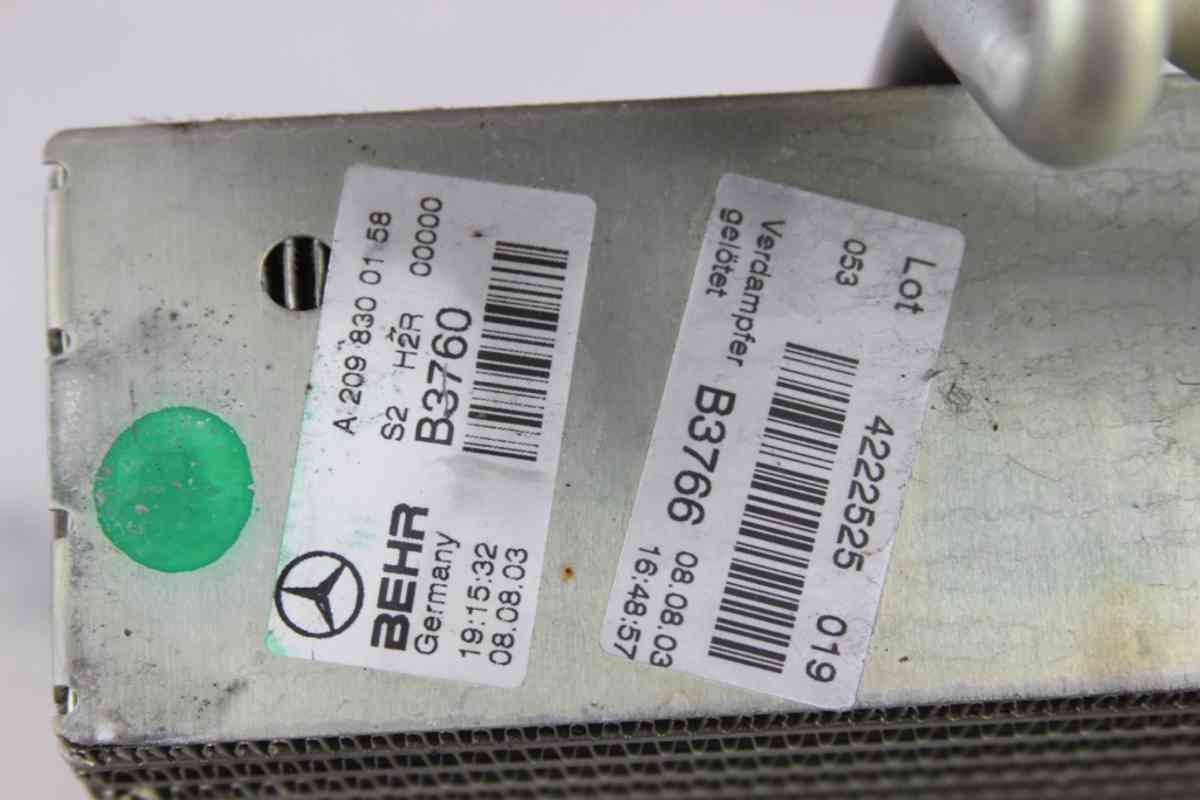 A 209 830 01 58
S2 H2R 00000
B3760
BEHR
Germany
19:15:32
08.08.03
Lot
053
4222525 019
Verdampfer
gelötet
B3766
08.08.03
16:48:57